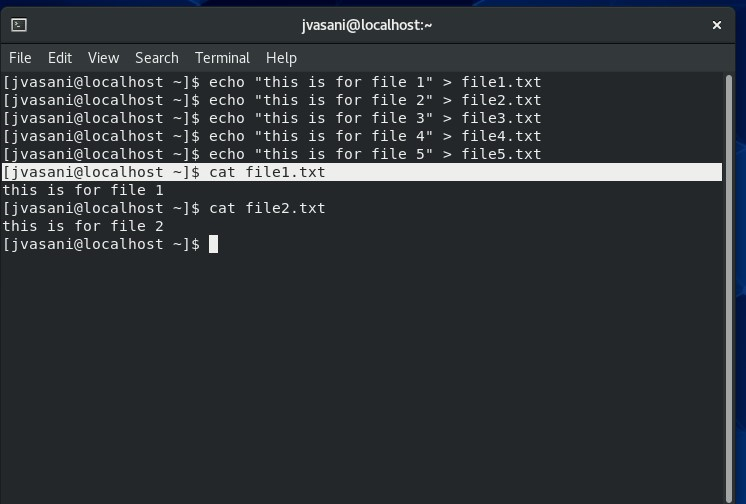 jvasani@localhost:~
File Edit View Search Terminal Help
[jvasani@localhost ~]$ echo "this is for file 1" > file1.txt
[jvasani@localhost ~]$ echo "this is for file 2" > file2.txt
[jvasani@localhost ~]$ echo "this is for file 3" > file3.txt
[jvasani@localhost ~]$ echo "this is for file 4" > file4.txt
[jvasani@localhost ~]$ echo "this is for file 5" > file5.txt
[jvasani@localhost ~]$ cat file1.txt
this is for file 1
[jvasani@localhost ~]$ cat file2.txt
this is for file 2
[jvasani@localhost ~]$